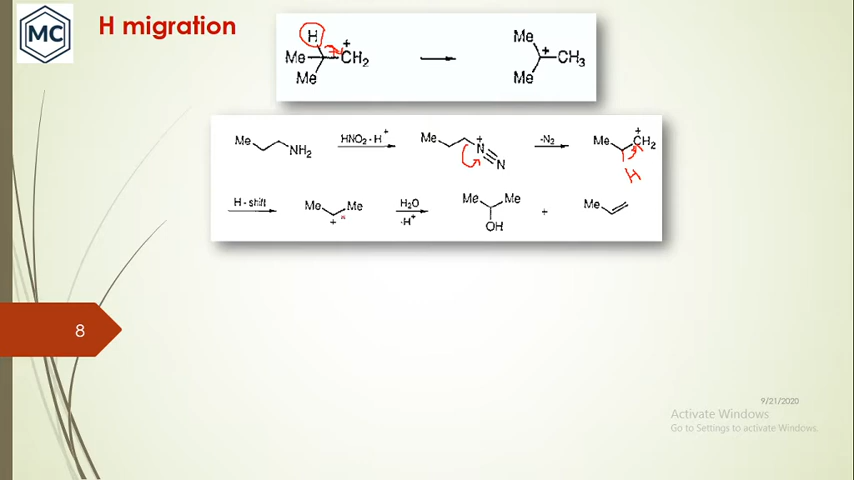 MC
H migration
H
Me CH2
+
Me
Me
+ CH3
Me
Me NH2
HNO2 - H+
Me N+ N
-N2
Me CH2
+
H
H - shift
Me Me
+
H2O
-H+
Me Me
OH
+
Me
8
9/21/2020
Activate Windows
Go to Settings to activate Windows.